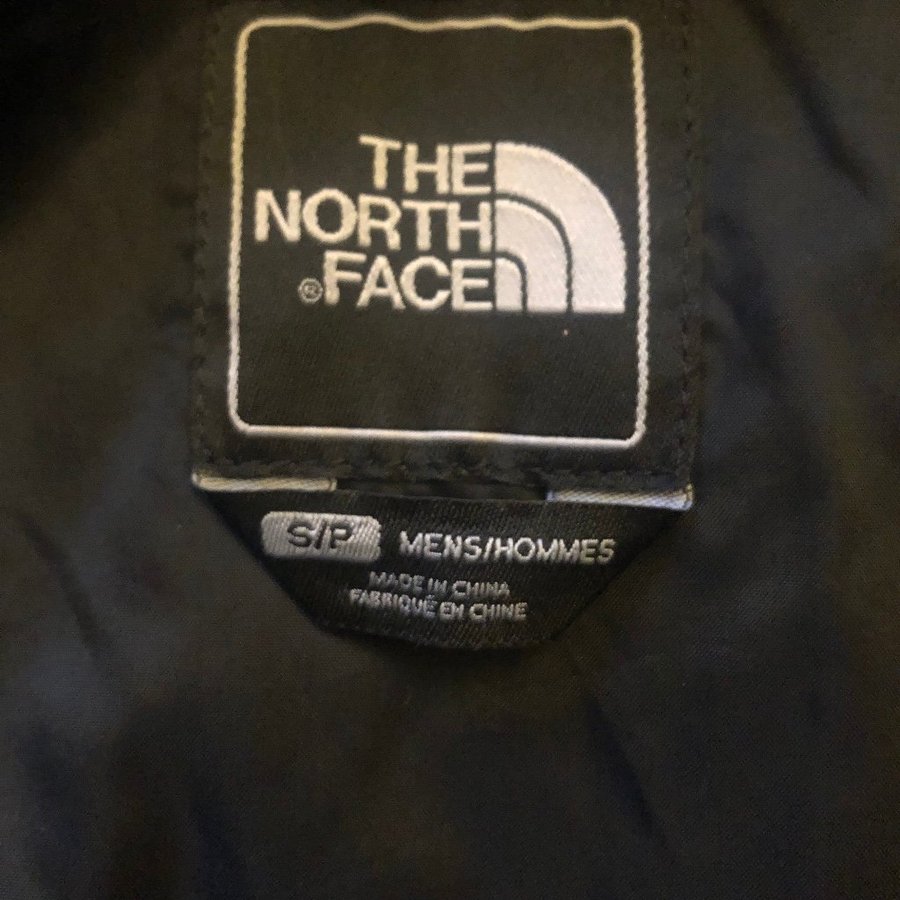 THE
NORTH
®FACE
S/P MENS/HOMMES
MADE IN CHINA
FABRIQUÉ EN CHINE